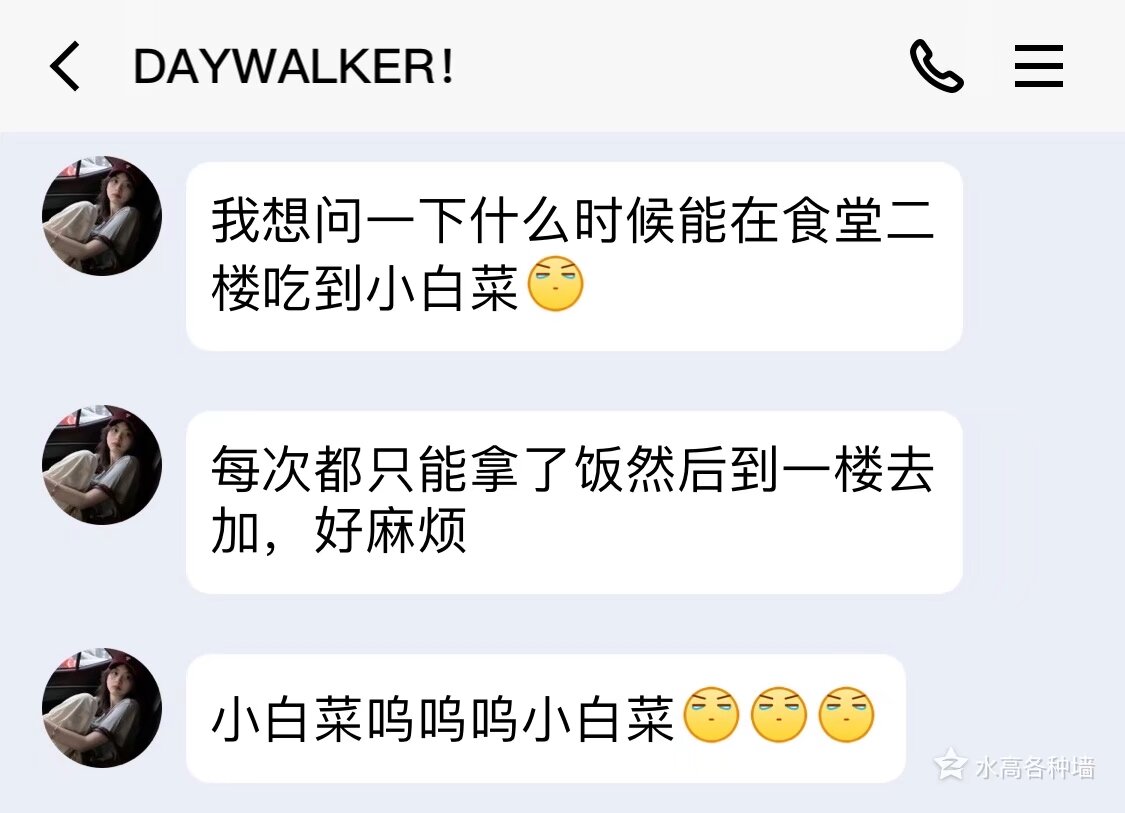 DAYWALKER!
我想问一下什么时候能在食堂二
楼吃到小白菜
每次都只能拿了饭然后到一楼去
加，好麻烦
小白菜呜呜呜小白菜
水高各种墙